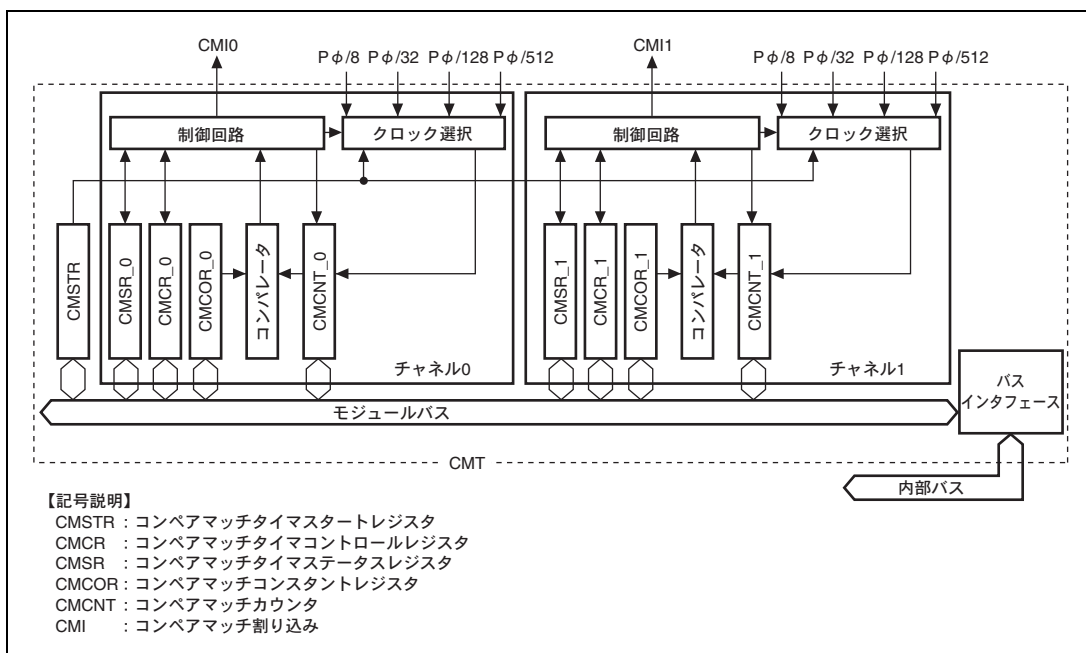 CMI0 Pφ/8 Pφ/32 Pφ/128 Pφ/512 CMI1 Pφ/8 Pφ/32 Pφ/128 Pφ/512
制御回路 クロック選択 制御回路 クロック選択
CMSTR
CMSR_0
CMCR_0
CMCOR_0
コンパレータ
CMCNT_0
CMSR_1
CMCR_1
CMCOR_1
コンパレータ
CMCNT_1
チャネル0 チャネル1
モジュールバス
バス
インタフェース
CMT
内部バス
【記号説明】
CMSTR : コンペアマッチタイマスタートレジスタ
CMCR : コンペアマッチタイマコントロールレジスタ
CMSR : コンペアマッチタイマステータスレジスタ
CMCOR : コンペアマッチコンスタントレジスタ
CMCNT : コンペアマッチカウンタ
CMI : コンペアマッチ割り込み